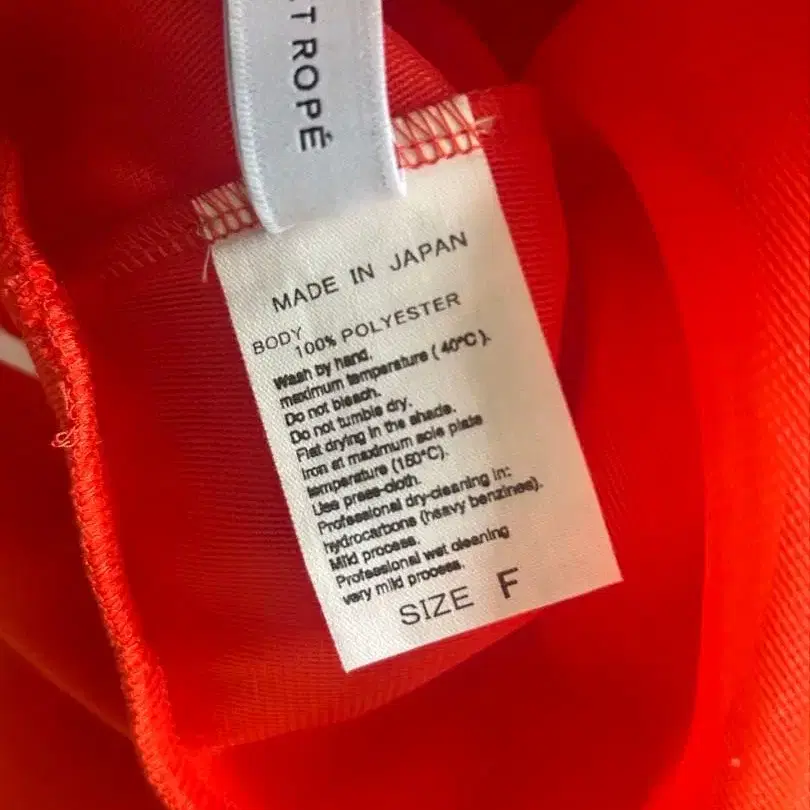 T ROPÉ
MADE IN JAPAN
BODY
100% POLYESTER
Wash by hand.
maximum temperature ( 40°C ).
Do not bleach.
Do not tumble dry.
Flat drying in the shade.
Iron at maximum sole plate
temperature (150°C).
Use press-cloth.
Professional dry-cleaning in:
hydrocarbons (heavy benzines).
Mild process.
Professional wet cleaning
very mild process.
SIZE F